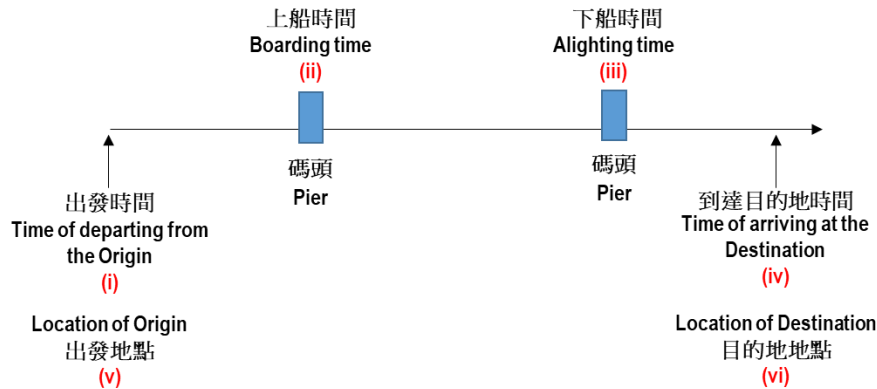 上船時間
Boarding time
(ii)
下船時間
Alighting time
(iii)
碼頭
Pier
碼頭
Pier
出發時間
Time of departing from
the Origin
(i)
到達目的地時間
Time of arriving at the
Destination
(iv)
Location of Origin
出發地點
(v)
Location of Destination
目的地地點
(vi)